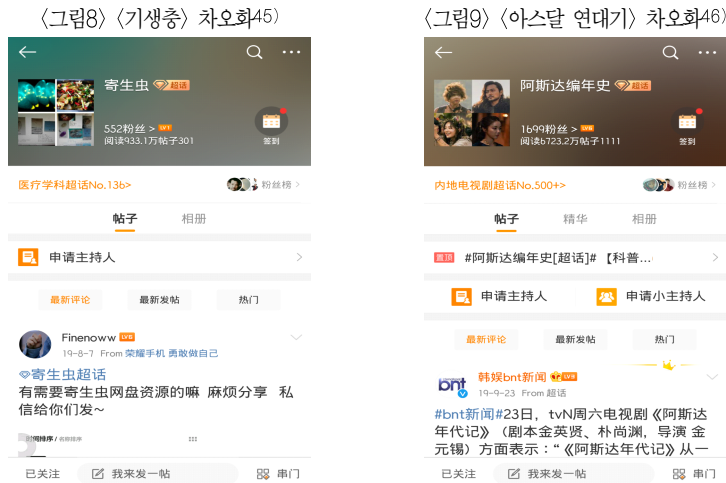 〈그림8〉〈기생충〉 차오화45)
寄生虫 超话
552粉丝 > LV1
阅读933.1万帖子301
签到
医疗学科超话No.136>
粉丝榜 >
帖子 相册
申请主持人
最新评论 最新发帖 热门
Finenoww LV6
19-8-7 From 荣耀手机 勇敢做自己
寄生虫超话
有需要寄生虫网盘资源的嘛 麻烦分享 私
信给你们发~
时间排序 / 名称排序
已关注 我来发一帖 串门
〈그림9〉〈아스달 연대기〉 차오화46)
阿斯达编年史 超话
1699粉丝 >
阅读6723.2万帖子1111
签到
内地电视剧超话No.500+>
粉丝榜 >
帖子 精华 相册
置顶 #阿斯达编年史[超话]# 【科普...
申请主持人 申请小主持人
最新评论 最新发帖 热门
bnt
韩娱bnt新闻
19-9-23 From 超话
#bnt新闻#23日，tvN周六电视剧《阿斯达
年代记》（剧本金英贤、朴尚渊，导演 金
元锡）方面表示：“《阿斯达年代记》从一
已关注 我来发一帖 串门